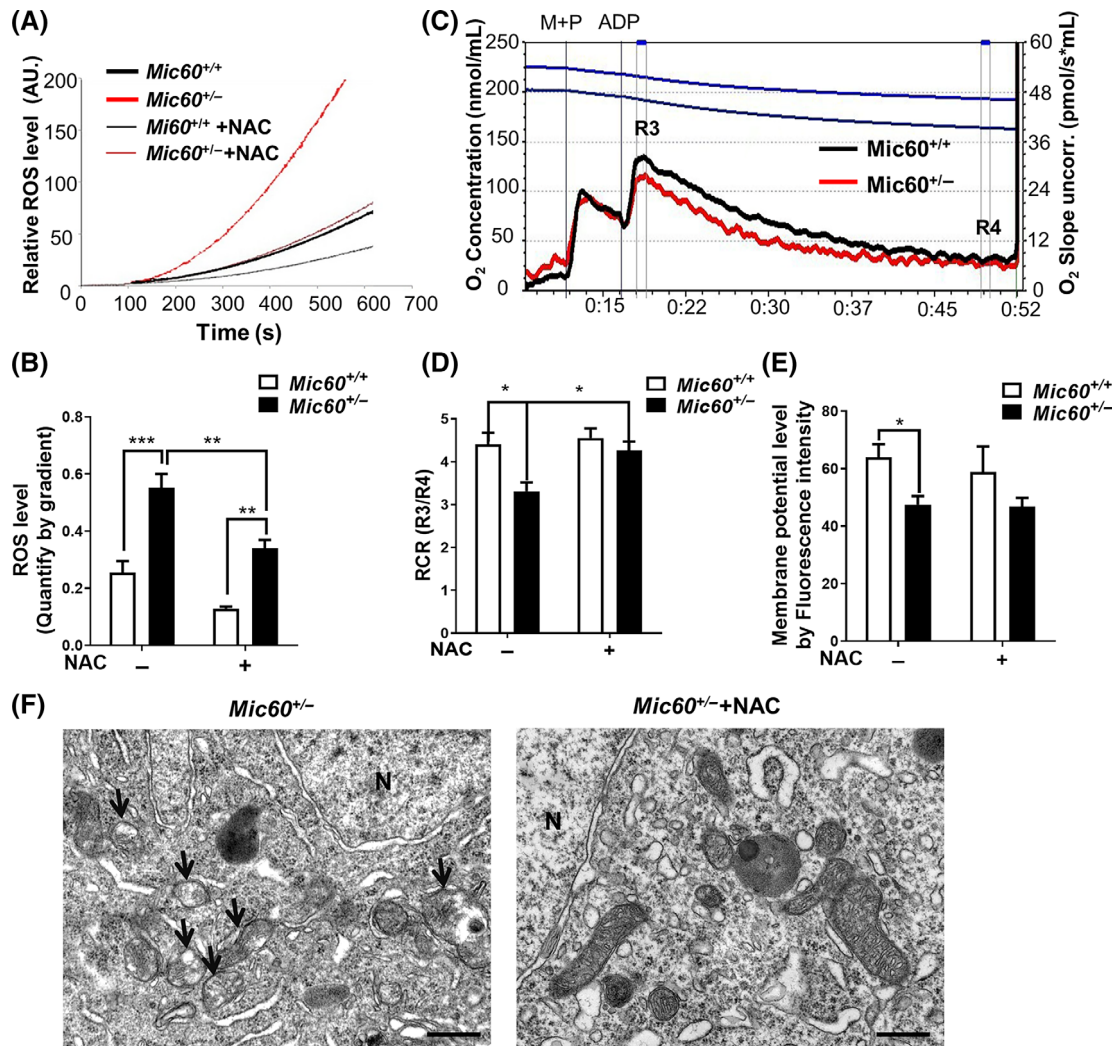 (A)
Relative ROS level (AU.)
200
150
100
50
0
Mic60+/+
Mic60+/−
Mi60+/+ +NAC
Mic60+/−+NAC
0 100 200 300 400 500 600 700
Time (s)
(C)
M+P ADP
O2 Concentration (nmol/mL)
250
225
200
175
150
125
100
75
50
25
0
R3
Mic60+/+
Mic60+/−
R4
60
48
36
24
12
0
O2 Slope uncorr. (pmol/s*mL)
0:15 0:22 0:30 0:37 0:45 0:52
(B)
Mic60+/+
Mic60+/−
ROS level
(Quantify by gradient)
0.8
0.6
0.4
0.2
0.0
*** ** **
NAC − +
(D)
Mic60+/+
Mic60+/−
RCR (R3/R4)
5
4
3
2
1
0
* *
NAC − +
(E)
Mic60+/+
Mic60+/−
Membrane potential level
by Fluorescence intensity
80
60
40
20
0
*
NAC − +
(F)
Mic60+/−
N
Mic60+/−+NAC
N